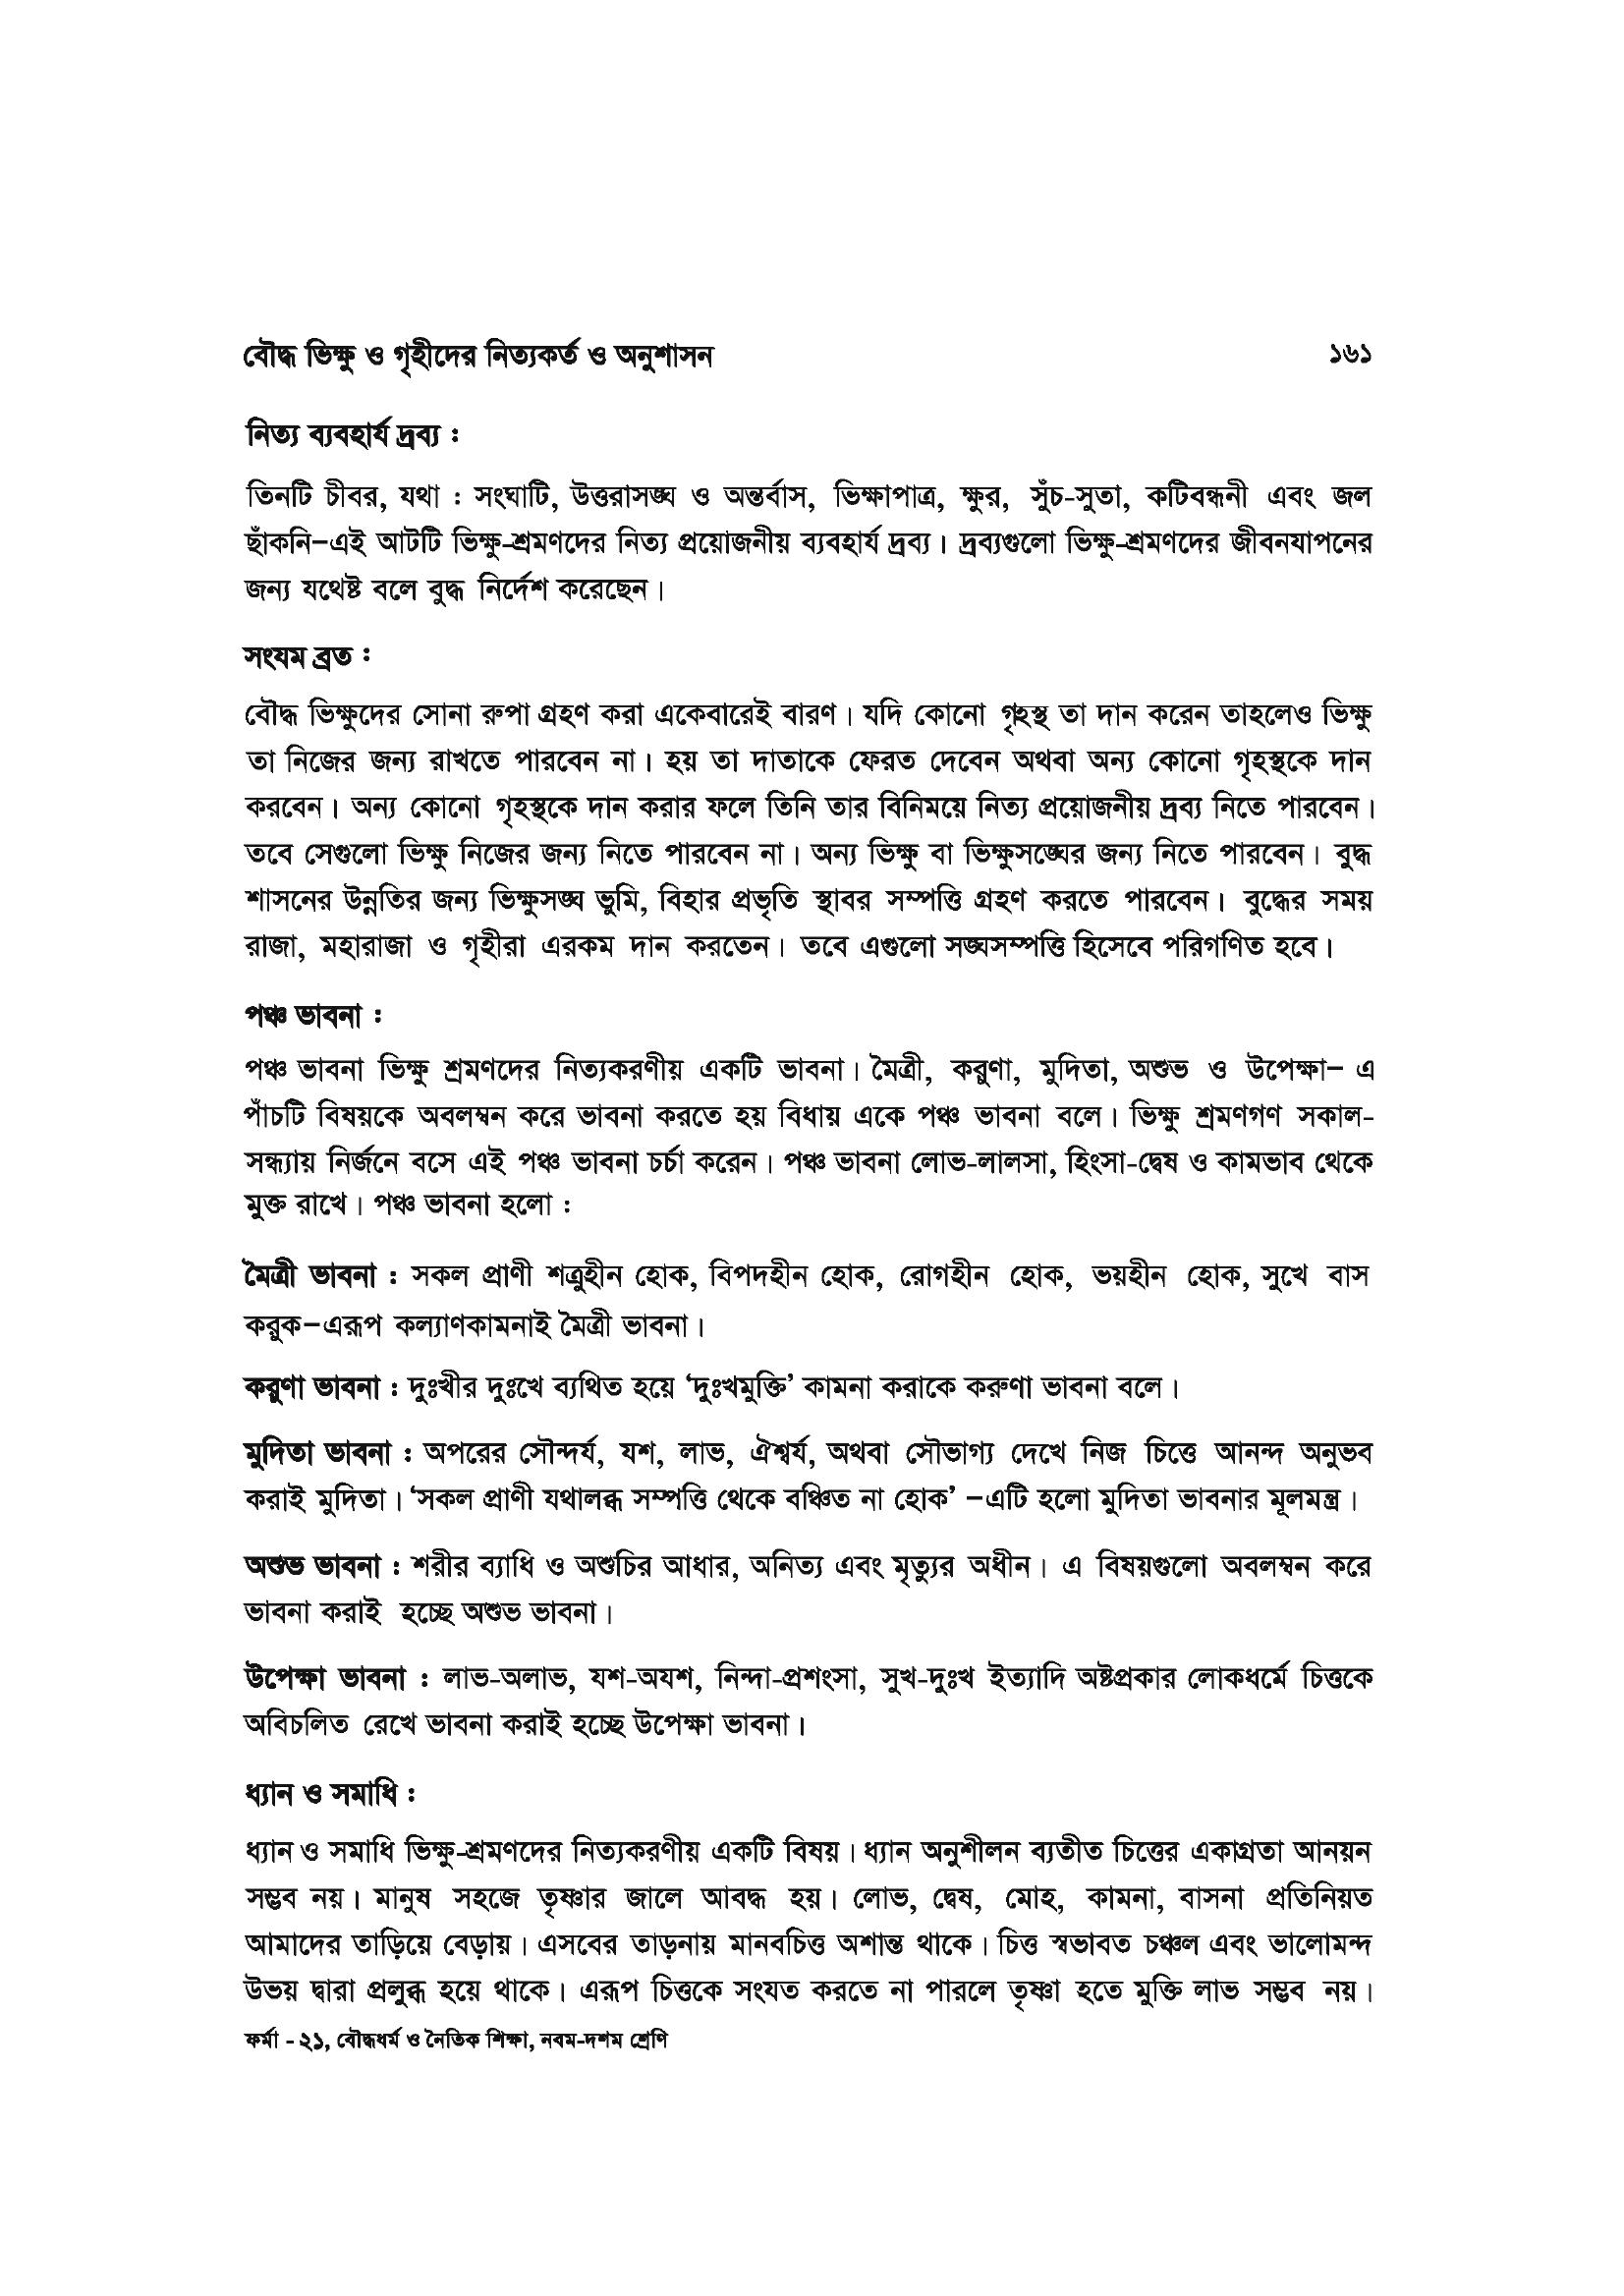 বৌদ্ধ ভিক্ষু ও গৃহীদের নিত্যকর্ত ও অনুশাসন ১৬১
নিত্য ব্যবহার্য দ্রব্য :
তিনটি চীবর, যথা : সংঘাটি, উত্তরাসঙ্ঘ ও অন্তর্বাস, ভিক্ষাপাত্র, ক্ষুর, সুঁচ-সুতা, কটিবন্ধনী এবং জল
ছাঁকনি–এই আটটি ভিক্ষু-শ্রমণদের নিত্য প্রয়োজনীয় ব্যবহার্য দ্রব্য। দ্রব্যগুলো ভিক্ষু-শ্রমণদের জীবনযাপনের
জন্য যথেষ্ট বলে বুদ্ধ নির্দেশ করেছেন।
সংযম ব্রত :
বৌদ্ধ ভিক্ষুদের সোনা রুপা গ্রহণ করা একেবারেই বারণ। যদি কোনো গৃহস্থ তা দান করেন তাহলেও ভিক্ষু
তা নিজের জন্য রাখতে পারবেন না। হয় তা দাতাকে ফেরত দেবেন অথবা অন্য কোনো গৃহস্থকে দান
করবেন। অন্য কোনো গৃহস্থকে দান করার ফলে তিনি তার বিনিময়ে নিত্য প্রয়োজনীয় দ্রব্য নিতে পারবেন।
তবে সেগুলো ভিক্ষু নিজের জন্য নিতে পারবেন না। অন্য ভিক্ষু বা ভিক্ষুসঙ্ঘের জন্য নিতে পারবেন। বুদ্ধ
শাসনের উন্নতির জন্য ভিক্ষুসঙ্ঘ ভুমি, বিহার প্রভৃতি স্থাবর সম্পত্তি গ্রহণ করতে পারবেন। বুদ্ধের সময়
রাজা, মহারাজা ও গৃহীরা এরকম দান করতেন। তবে এগুলো সঙ্ঘসম্পত্তি হিসেবে পরিগণিত হবে।
পঞ্চ ভাবনা :
পঞ্চ ভাবনা ভিক্ষু শ্রমণদের নিত্যকরণীয় একটি ভাবনা। মৈত্রী, করুণা, মুদিতা, অশুভ ও উপেক্ষা– এ
পাঁচটি বিষয়কে অবলম্বন করে ভাবনা করতে হয় বিধায় একে পঞ্চ ভাবনা বলে। ভিক্ষু শ্রমণগণ সকাল-
সন্ধ্যায় নির্জনে বসে এই পঞ্চ ভাবনা চর্চা করেন। পঞ্চ ভাবনা লোভ-লালসা, হিংসা-দ্বেষ ও কামভাব থেকে
মুক্ত রাখে। পঞ্চ ভাবনা হলো :
মৈত্রী ভাবনা : সকল প্রাণী শত্রুহীন হোক, বিপদহীন হোক, রোগহীন হোক, ভয়হীন হোক, সুখে বাস
করুক–এরূপ কল্যাণকামনাই মৈত্রী ভাবনা।
করুণা ভাবনা : দুঃখীর দুঃখে ব্যথিত হয়ে ‘দুঃখমুক্তি’ কামনা করাকে করুণা ভাবনা বলে।
মুদিতা ভাবনা : অপরের সৌন্দর্য, যশ, লাভ, ঐশ্বর্য, অথবা সৌভাগ্য দেখে নিজ চিত্তে আনন্দ অনুভব
করাই মুদিতা। ‘সকল প্রাণী যথালব্ধ সম্পত্তি থেকে বঞ্চিত না হোক’ –এটি হলো মুদিতা ভাবনার মূলমন্ত্র।
অশুভ ভাবনা : শরীর ব্যাধি ও অশুচির আধার, অনিত্য এবং মৃত্যুর অধীন। এ বিষয়গুলো অবলম্বন করে
ভাবনা করাই হচ্ছে অশুভ ভাবনা।
উপেক্ষা ভাবনা : লাভ-অলাভ, যশ-অযশ, নিন্দা-প্রশংসা, সুখ-দুঃখ ইত্যাদি অষ্টপ্রকার লোকধর্মে চিত্তকে
অবিচলিত রেখে ভাবনা করাই হচ্ছে উপেক্ষা ভাবনা।
ধ্যান ও সমাধি :
ধ্যান ও সমাধি ভিক্ষু-শ্রমণদের নিত্যকরণীয় একটি বিষয়। ধ্যান অনুশীলন ব্যতীত চিত্তের একাগ্রতা আনয়ন
সম্ভব নয়। মানুষ সহজে তৃষ্ণার জালে আবদ্ধ হয়। লোভ, দ্বেষ, মোহ, কামনা, বাসনা প্রতিনিয়ত
আমাদের তাড়িয়ে বেড়ায়। এসবের তাড়নায় মানবচিত্ত অশান্ত থাকে। চিত্ত স্বভাবত চঞ্চল এবং ভালোমন্দ
উভয় দ্বারা প্রলুব্ধ হয়ে থাকে। এরূপ চিত্তকে সংযত করতে না পারলে তৃষ্ণা হতে মুক্তি লাভ সম্ভব নয়।
ফর্মা -২১, বৌদ্ধধর্ম ও নৈতিক শিক্ষা, নবম-দশম শ্রেণি